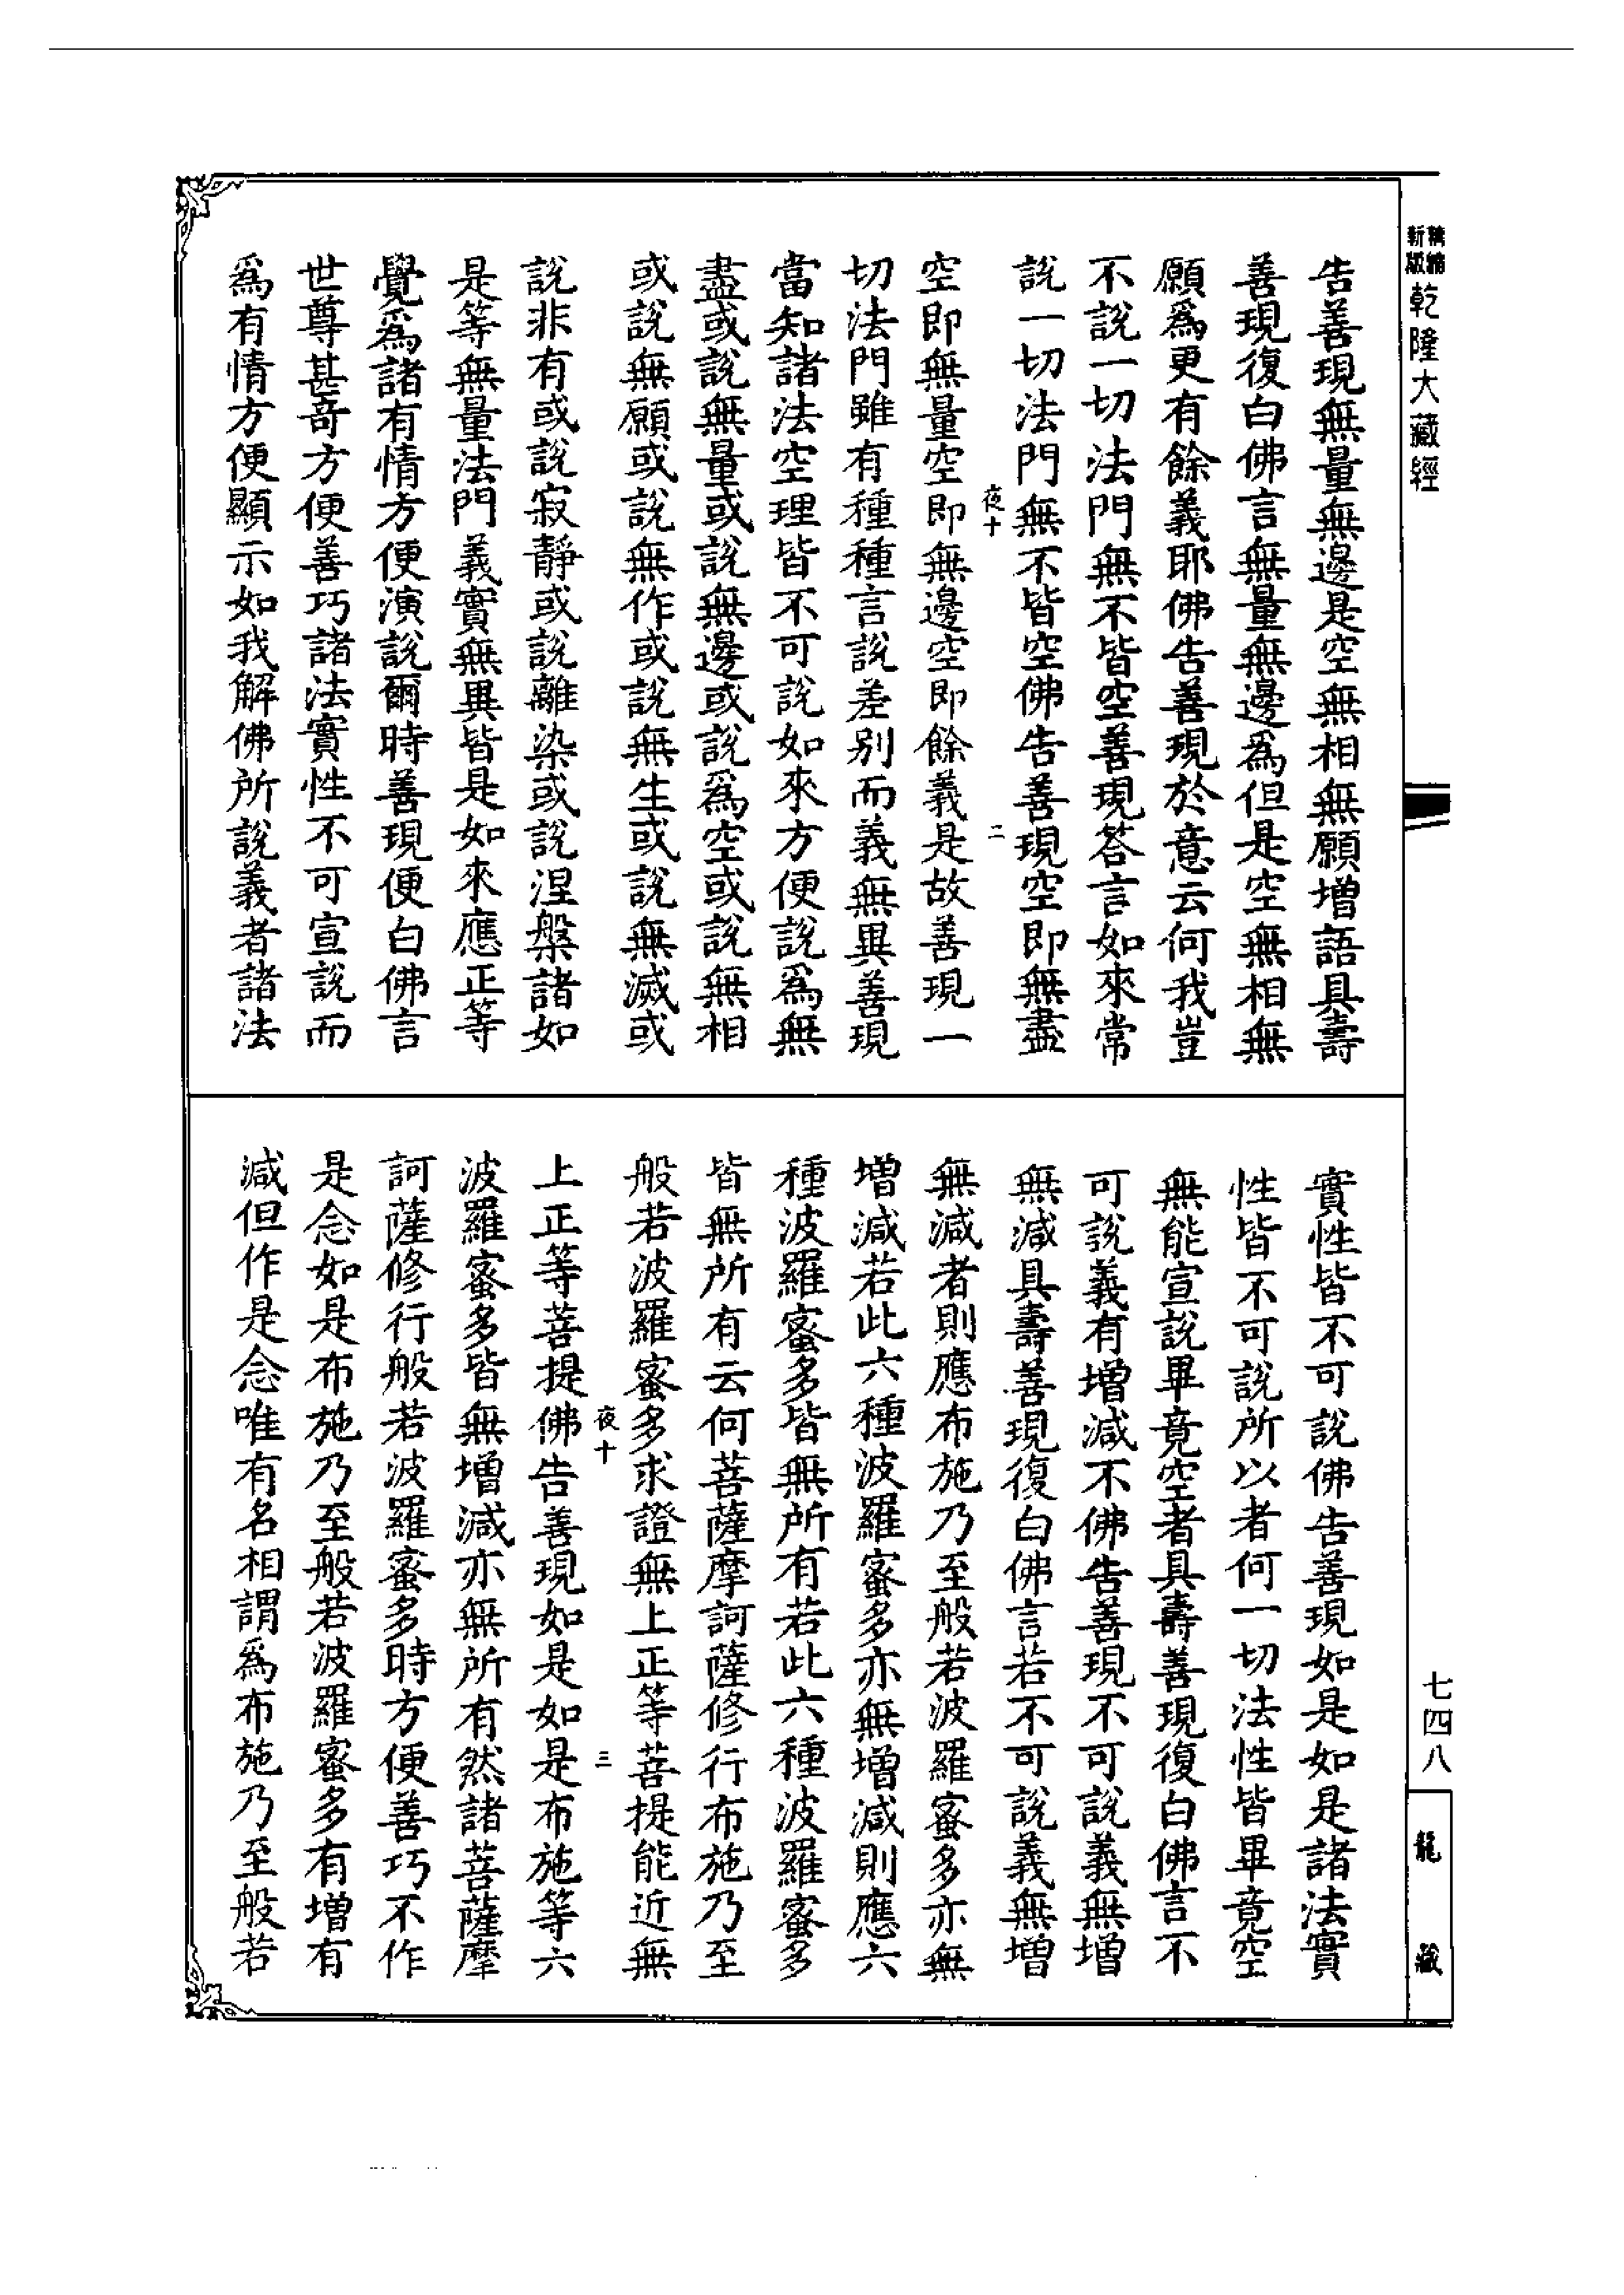 新編
縮版
乾隆大藏經
七四八
龍藏
告善現無量無邊是空無相無願增語具壽
善現復白佛言無量無邊為但是空無相無
願為更有餘義耶佛告善現於意云何我豈
不說一切法門無不皆空善現答言如來常
說一切法門無不皆空佛告善現空即無盡
夜十
二
空即無量空即無邊空即餘義是故善現一
切法門雖有種種言說差別而義無異善現
當知諸法空理皆不可說如來方便說為無
盡或說無量或說無邊或說為空或說無相
或說無願或說無作或說無生或說無滅或
說非有或說寂靜或說離染或說涅槃諸如
是等無量法門義實無異皆是如來應正等
覺為諸有情方便演說爾時善現便白佛言
世尊甚奇方便善巧諸法實性不可宣說而
為有情方便顯示如我解佛所說義者諸法
實性皆不可說佛告善現如是如是諸法實
性皆不可說所以者何一切法性皆畢竟空
無能宣說畢竟空者具壽善現復白佛言不
可說義有增減不佛告善現不可說義無增
無減具壽善現復白佛言若不可說義無增
無減者則應布施乃至般若波羅蜜多亦無
增減若此六種波羅蜜多亦無增減則應六
種波羅蜜多皆無所有若此六種波羅蜜多
皆無所有云何菩薩摩訶薩修行布施乃至
般若波羅蜜多求證無上正等菩提能近無
夜十
三
上正等菩提佛告善現如是如是布施等六
波羅蜜多皆無增減亦無所有然諸菩薩摩
訶薩修行般若波羅蜜多時方便善巧不作
是念如是布施乃至般若波羅蜜多有增有
減但作是念唯有名相謂為布施乃至般若